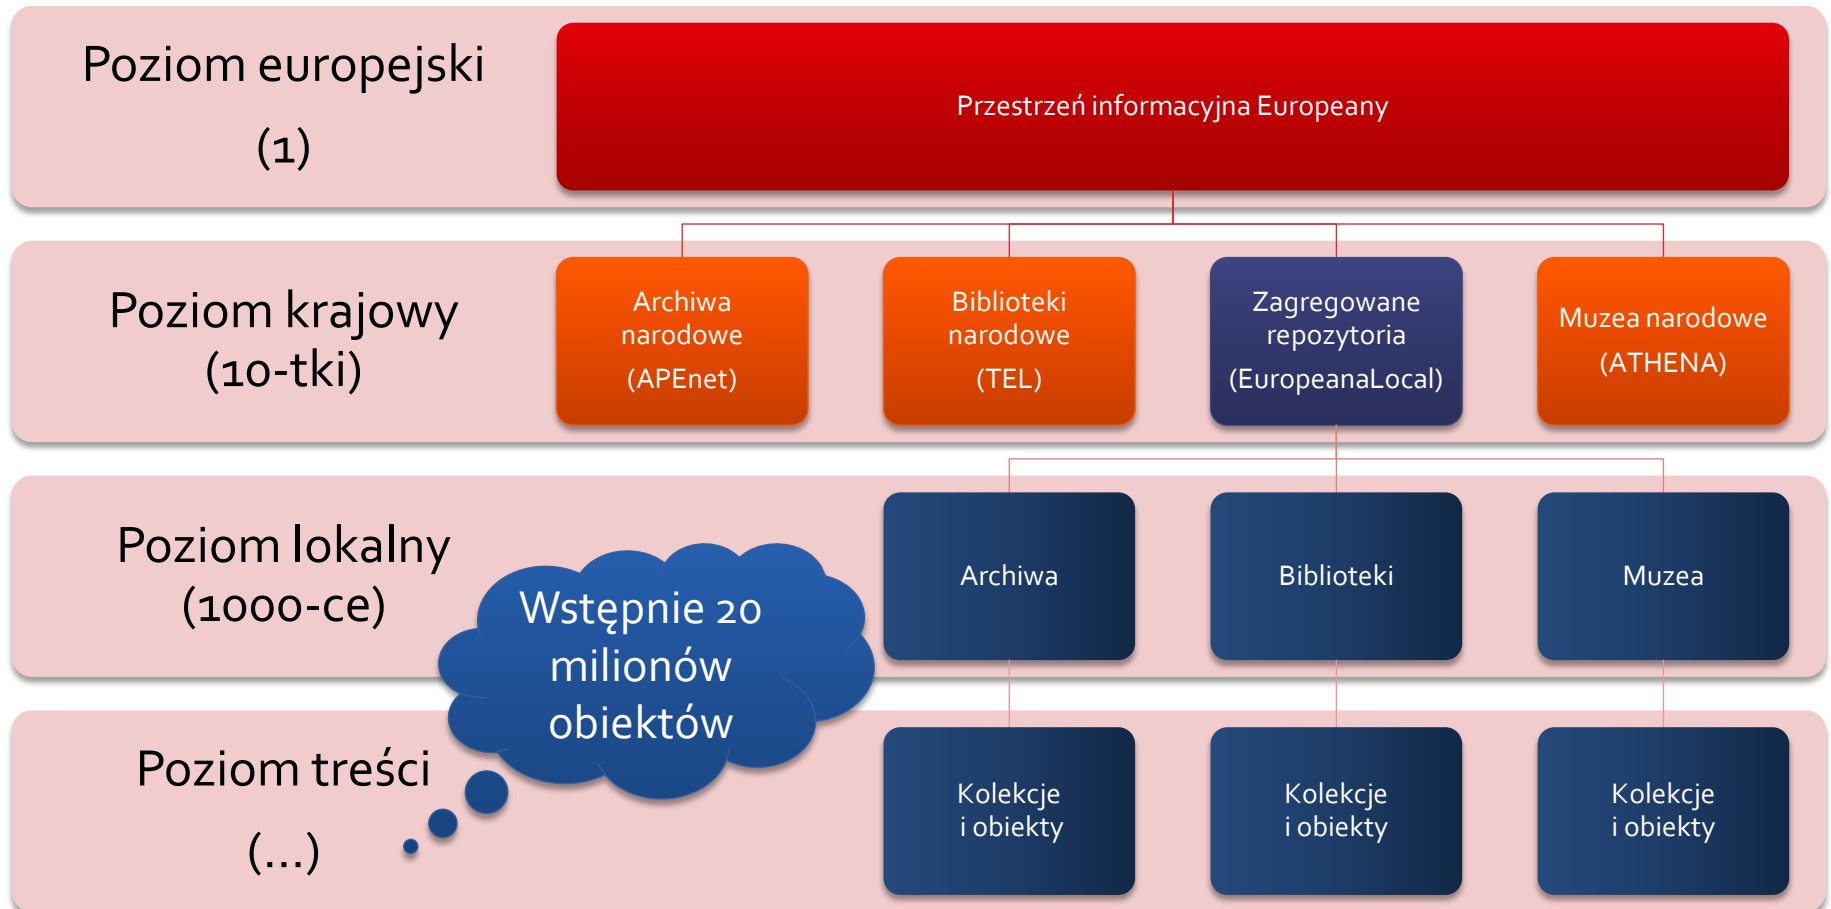 Poziom europejski
(1)
Przestrzeń informacyjna Europeany
Poziom krajowy
(10-tki)
Archiwa
narodowe
(APEnet)
Biblioteki
narodowe
(TEL)
Zagregowane
repozytoria
(EuropeanaLocal)
Muzea narodowe
(ATHENA)
Poziom lokalny
(1000-ce)
Wstępnie 20
milionów
obiektów
Archiwa
Biblioteki
Muzea
Poziom treści
(...)
Kolekcje
i obiekty
Kolekcje
i obiekty
Kolekcje
i obiekty